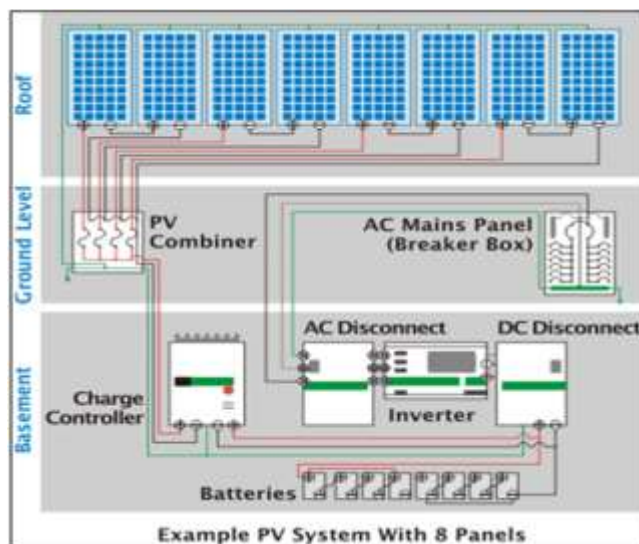 Roof
Ground Level
PV
Combiner
AC Mains Panel
(Breaker Box)
Basement
AC Disconnect
DC Disconnect
Charge
Controller
Inverter
Batteries
Example PV System With 8 Panels